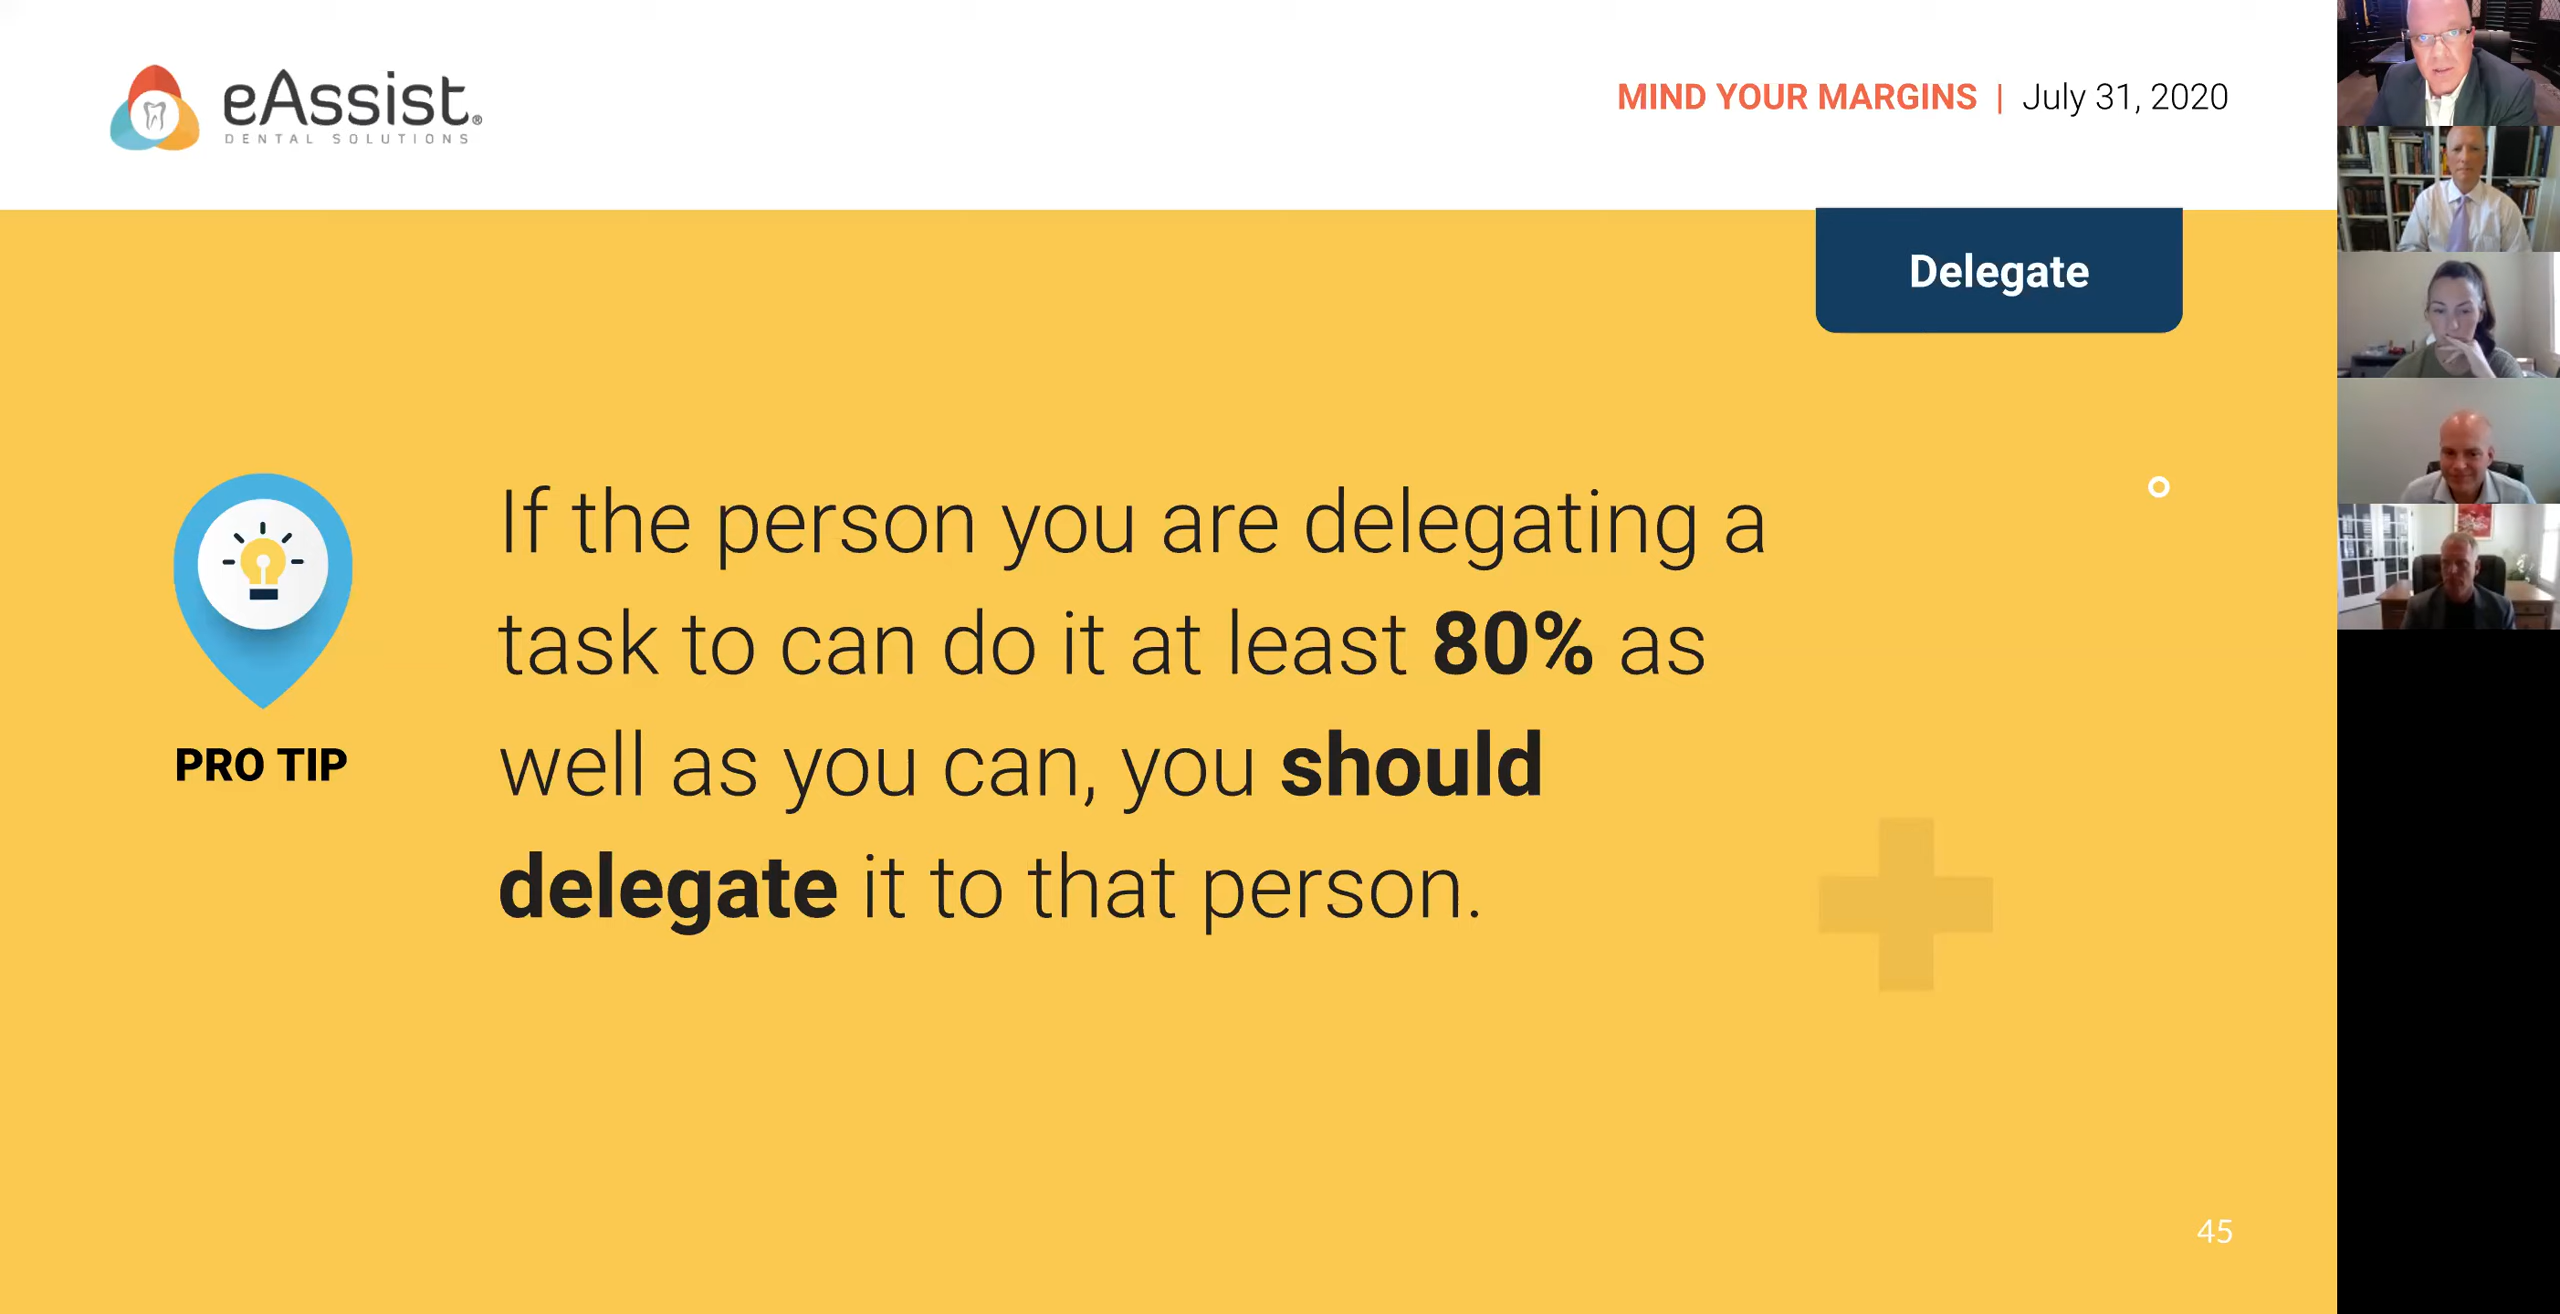 eAssist®
DENTAL SOLUTIONS
MIND YOUR MARGINS | July 31, 2020
Delegate
If the person you are delegating a
task to can do it at least 80% as
well as you can, you should
delegate it to that person.
PRO TIP
45